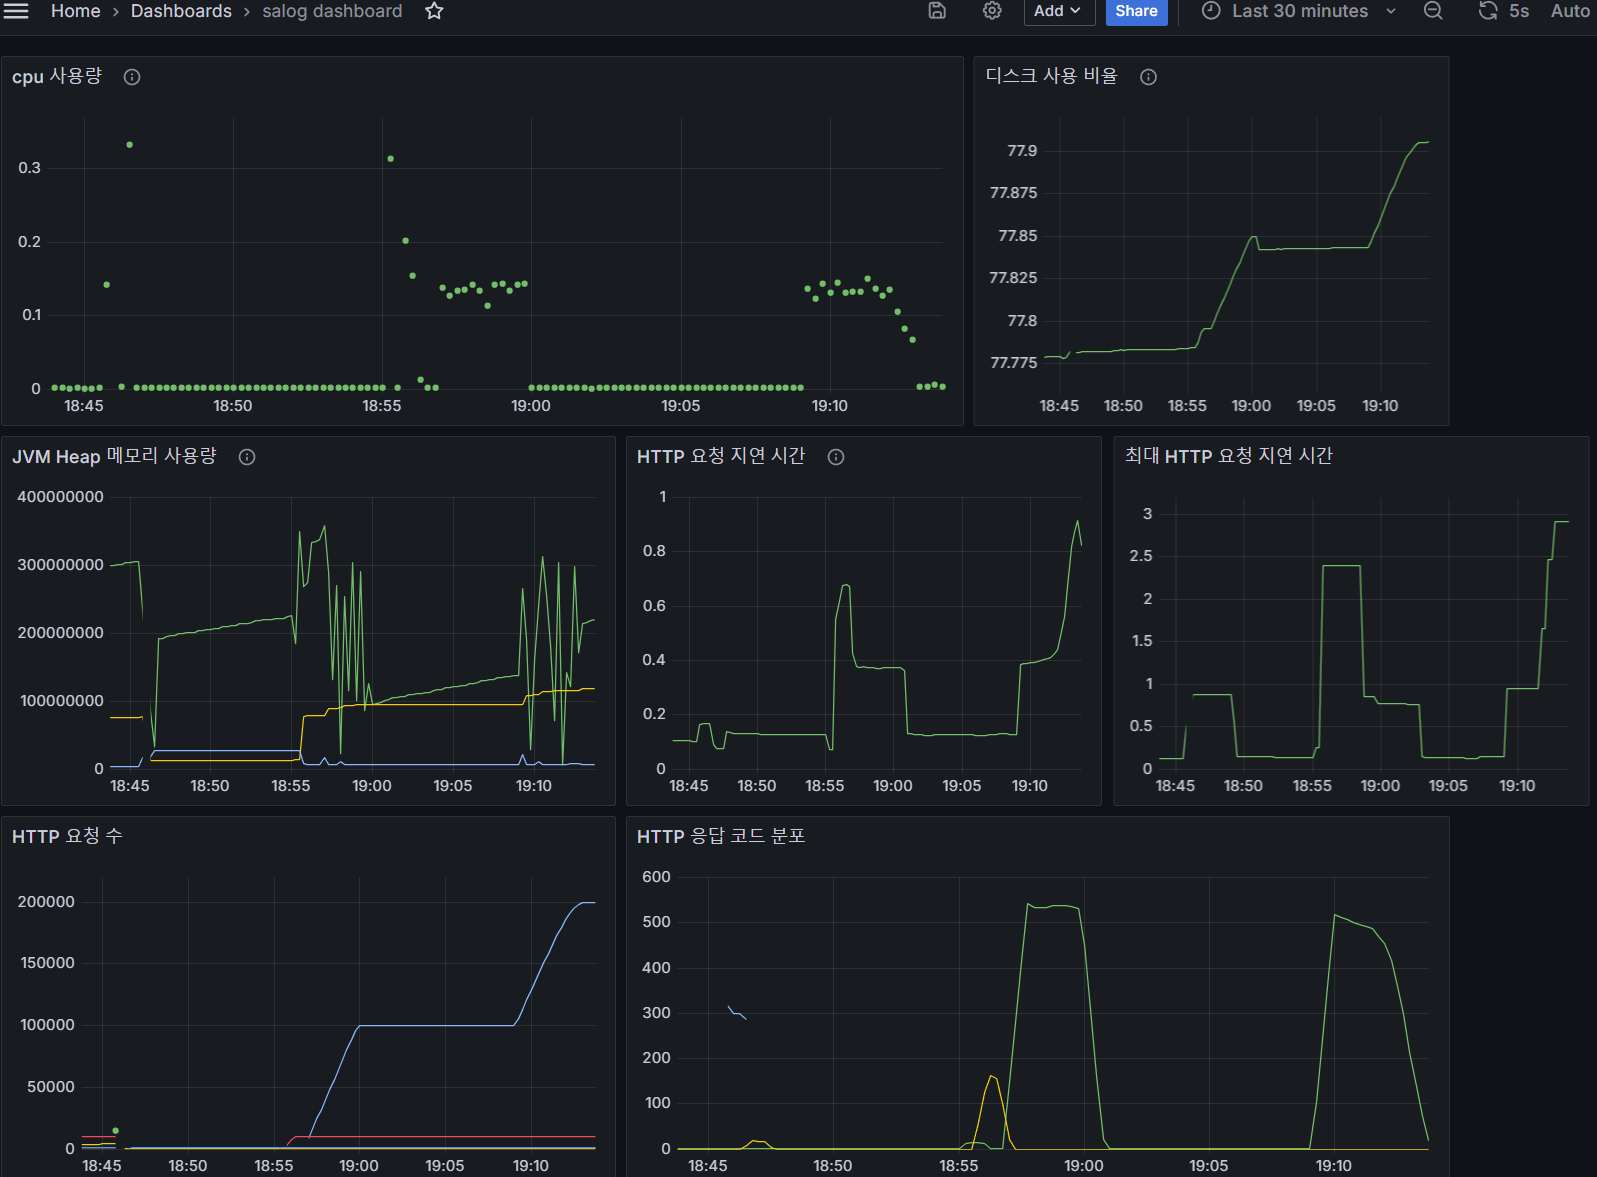 Home › Dashboards › salog dashboard Add Share Last 30 minutes 5s Auto
cpu 사용량
0.3
0.2
0.1
0
18:45 18:50 18:55 19:00 19:05 19:10
디스크 사용 비율
77.9
77.875
77.85
77.825
77.8
77.775
18:45 18:50 18:55 19:00 19:05 19:10
JVM Heap 메모리 사용량
400000000
300000000
200000000
100000000
0
18:45 18:50 18:55 19:00 19:05 19:10
HTTP 요청 지연 시간
1
0.8
0.6
0.4
0.2
0
18:45 18:50 18:55 19:00 19:05 19:10
최대 HTTP 요청 지연 시간
3
2.5
2
1.5
1
0.5
0
18:45 18:50 18:55 19:00 19:05 19:10
HTTP 요청 수
200000
150000
100000
50000
0
18:45 18:50 18:55 19:00 19:05 19:10
HTTP 응답 코드 분포
600
500
400
300
200
100
0
18:45 18:50 18:55 19:00 19:05 19:10